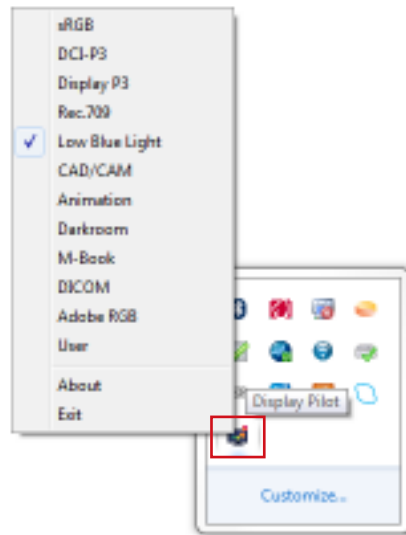 sRGB
DCI-P3
Display P3
Rec.709
Low Blue Light
CAD/CAM
Animation
Darkroom
M-Book
DICOM
Adobe RGB
User
About
Exit
Display Pilot
Customize...